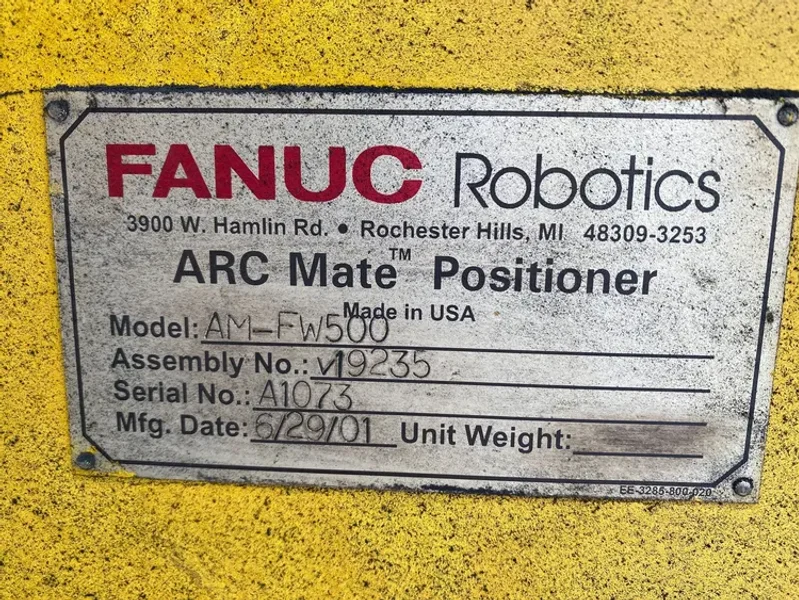 FANUC Robotics
3900 W. Hamlin Rd. • Rochester Hills, MI 48309-3253
ARC Mate™ Positioner
Made in USA
Model: AM-FW500
Assembly No.: V19235
Serial No.: A1073
Mfg. Date: 6/29/01 Unit Weight:
EE-3285-800-020